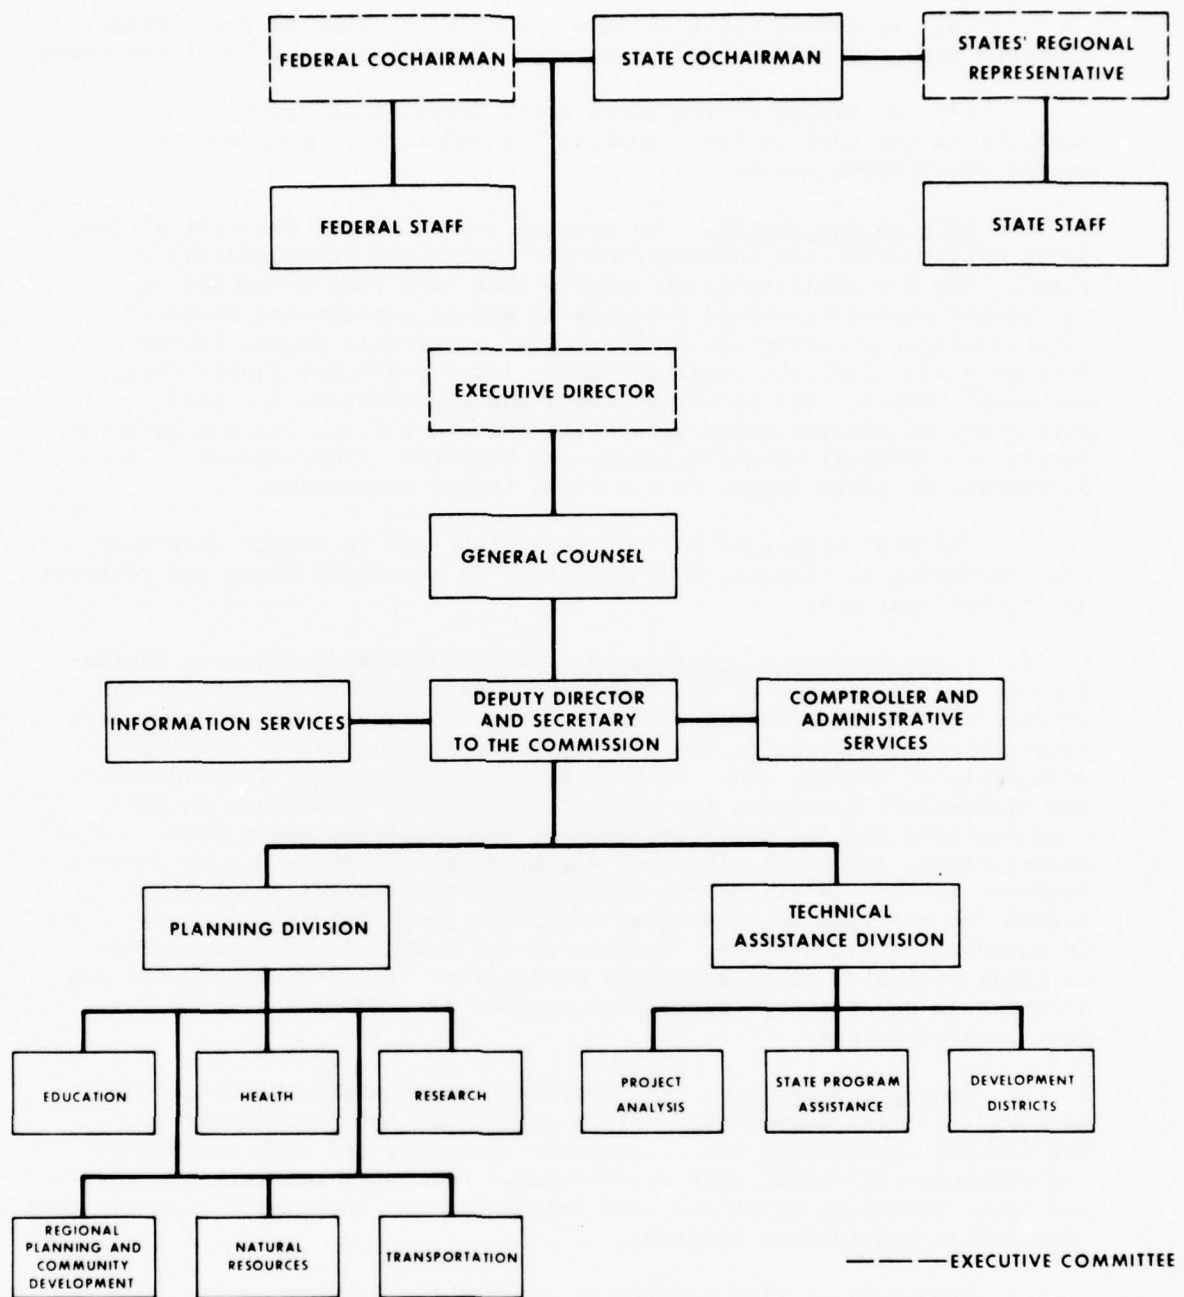 FEDERAL COCHAIRMAN
STATE COCHAIRMAN
STATES' REGIONAL
REPRESENTATIVE
FEDERAL STAFF
STATE STAFF
EXECUTIVE DIRECTOR
GENERAL COUNSEL
INFORMATION SERVICES
DEPUTY DIRECTOR
AND SECRETARY
TO THE COMMISSION
COMPTROLLER AND
ADMINISTRATIVE
SERVICES
PLANNING DIVISION
TECHNICAL
ASSISTANCE DIVISION
EDUCATION
HEALTH
RESEARCH
PROJECT
ANALYSIS
STATE PROGRAM
ASSISTANCE
DEVELOPMENT
DISTRICTS
REGIONAL
PLANNING AND
COMMUNITY
DEVELOPMENT
NATURAL
RESOURCES
TRANSPORTATION
EXECUTIVE COMMITTEE